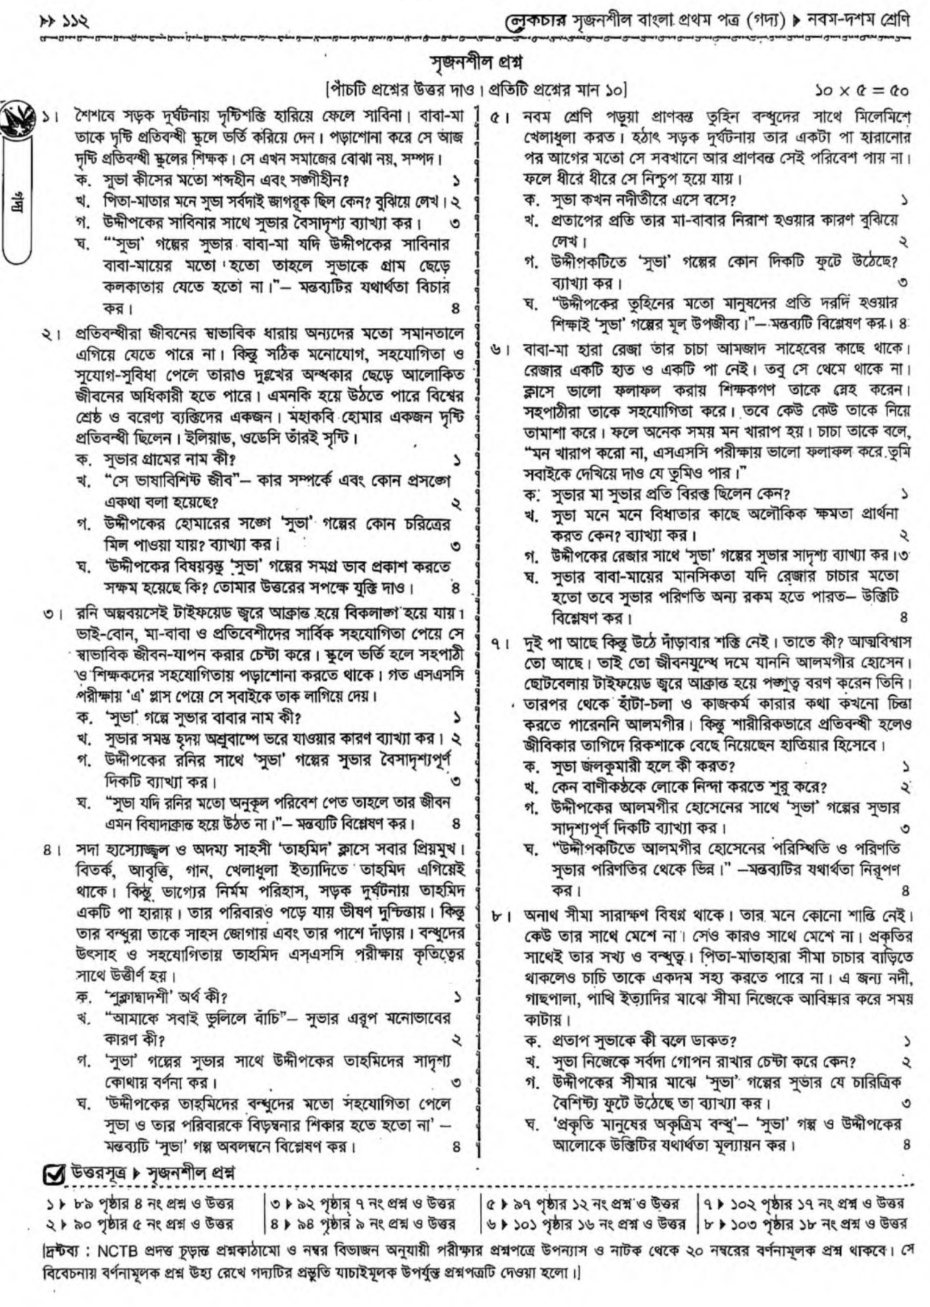 ▶▶ ১১২
লেকচার সৃজনশীল বাংলা প্রথম পত্র (গদ্য) ▶ নবম-দশম শ্রেণি
সৃজনশীল প্রশ্ন
[পাঁচটি প্রশ্নের উত্তর দাও। প্রতিটি প্রশ্নের মান ১০]
১০ × ৫ = ৫০
গদ্য
১। শৈশবে সড়ক দুর্ঘটনায় দৃষ্টিশক্তি হারিয়ে ফেলে সাবিনা। বাবা-মা
তাকে দৃষ্টি প্রতিবন্ধী স্কুলে ভর্তি করিয়ে দেন। পড়াশোনা করে সে আজ
দৃষ্টি প্রতিবন্ধী স্কুলের শিক্ষক। সে এখন সমাজের বোঝা নয়, সম্পদ।
ক. সুভা কীসের মতো শব্দহীন এবং সঙ্গীহীন? ১
খ. পিতা-মাতার মনে সুভা সর্বদাই জাগরূক ছিল কেন? বুঝিয়ে লেখ। ২
গ. উদ্দীপকের সাবিনার সাথে সুভার বৈসাদৃশ্য ব্যাখ্যা কর। ৩
ঘ. “‘সুভা’ গল্পের সুভার বাবা-মা যদি উদ্দীপকের সাবিনার
বাবা-মায়ের মতো হতো তাহলে সুভাকে গ্রাম ছেড়ে
কলকাতায় যেতে হতো না।”— মন্তব্যটির যথার্থতা বিচার
কর। ৪
২। প্রতিবন্ধীরা জীবনের স্বাভাবিক ধারায় অন্যদের মতো সমানতালে
এগিয়ে যেতে পারে না। কিন্তু সঠিক মনোযোগ, সহযোগিতা ও
সুযোগ-সুবিধা পেলে তারাও দুঃখের অন্ধকার ছেড়ে আলোকিত
জীবনের অধিকারী হতে পারে। এমনকি হয়ে উঠতে পারে বিশ্বের
শ্রেষ্ঠ ও বরেণ্য ব্যক্তিদের একজন। মহাকবি হোমার একজন দৃষ্টি
প্রতিবন্ধী ছিলেন। ইলিয়াড, ওডেসি তাঁরই সৃষ্টি।
ক. সুভার গ্রামের নাম কী? ১
খ. “সে ভাষাবিশিষ্ট জীব”– কার সম্পর্কে এবং কোন প্রসঙ্গে
একথা বলা হয়েছে? ২
গ. উদ্দীপকের হোমারের সঙ্গে ‘সুভা’ গল্পের কোন চরিত্রের
মিল পাওয়া যায়? ব্যাখ্যা কর। ৩
ঘ. ‘উদ্দীপকের বিষয়বস্তু ‘সুভা’ গল্পের সমগ্র ভাব প্রকাশ করতে
সক্ষম হয়েছে কি? তোমার উত্তরের সপক্ষে যুক্তি দাও। ৪
৩। রনি অল্পবয়সেই টাইফয়েড জ্বরে আক্রান্ত হয়ে বিকলাঙ্গ হয়ে যায়।
ভাই-বোন, মা-বাবা ও প্রতিবেশীদের সার্বিক সহযোগিতা পেয়ে সে
স্বাভাবিক জীবন-যাপন করার চেষ্টা করে। স্কুলে ভর্তি হলে সহপাঠী
ও শিক্ষকদের সহযোগিতায় পড়াশোনা করতে থাকে। গত এসএসসি
পরীক্ষায় ‘এ’ প্লাস পেয়ে সে সবাইকে তাক লাগিয়ে দেয়।
ক. ‘সুভা’ গল্পে সুভার বাবার নাম কী? ১
খ. সুভার সমস্ত হৃদয় অশ্রুবাষ্পে ভরে যাওয়ার কারণ ব্যাখ্যা কর। ২
গ. উদ্দীপকের রনির সাথে ‘সুভা’ গল্পের সুভার বৈসাদৃশ্যপূর্ণ
দিকটি ব্যাখ্যা কর। ৩
ঘ. “সুভা যদি রনির মতো অনুকূল পরিবেশ পেত তাহলে তার জীবন
এমন বিষাদাক্রান্ত হয়ে উঠত না।”– মন্তব্যটি বিশ্লেষণ কর। ৪
৪। সদা হাস্যোজ্জ্বল ও অদম্য সাহসী ‘তাহমিদ’ ক্লাসে সবার প্রিয়মুখ।
বিতর্ক, আবৃত্তি, গান, খেলাধুলা ইত্যাদিতে তাহমিদ এগিয়েই
থাকে। কিন্তু ভাগ্যের নির্মম পরিহাস, সড়ক দুর্ঘটনায় তাহমিদ
একটি পা হারায়। তার পরিবারও পড়ে যায় ভীষণ দুশ্চিন্তায়। কিন্তু
তার বন্ধুরা তাকে সাহস জোগায় এবং তার পাশে দাঁড়ায়। বন্ধুদের
উৎসাহ ও সহযোগিতায় তাহমিদ এসএসসি পরীক্ষায় কৃতিত্বের
সাথে উত্তীর্ণ হয়।
ক. ‘শুক্লাদ্বাদশী’ অর্থ কী? ১
খ. “আমাকে সবাই ভুলিলে বাঁচি”– সুভার এরূপ মনোভাবের
কারণ কী? ২
গ. ‘সুভা’ গল্পের সুভার সাথে উদ্দীপকের তাহমিদের সাদৃশ্য
কোথায় বর্ণনা কর। ৩
ঘ. ‘উদ্দীপকের তাহমিদের বন্ধুদের মতো সহযোগিতা পেলে
সুভা ও তার পরিবারকে বিড়ম্বনার শিকার হতে হতো না’ –
মন্তব্যটি ‘সুভা’ গল্প অবলম্বনে বিশ্লেষণ কর। ৪
৫। নবম শ্রেণি পড়ুয়া প্রাণবন্ত তুহিন বন্ধুদের সাথে মিলেমিশে
খেলাধুলা করত। হঠাৎ সড়ক দুর্ঘটনায় তার একটা পা হারানোর
পর আগের মতো সে সবখানে আর প্রাণবন্ত সেই পরিবেশ পায় না।
ফলে ধীরে ধীরে সে নিশ্চুপ হয়ে যায়।
ক. সুভা কখন নদীতীরে এসে বসে? ১
খ. প্রতাপের প্রতি তার মা-বাবার নিরাশ হওয়ার কারণ বুঝিয়ে
লেখ। ২
গ. উদ্দীপকটিতে ‘সুভা’ গল্পের কোন দিকটি ফুটে উঠেছে?
ব্যাখ্যা কর। ৩
ঘ. “উদ্দীপকের তুহিনের মতো মানুষদের প্রতি দরদি হওয়ার
শিক্ষাই ‘সুভা’ গল্পের মূল উপজীব্য।”—মন্তব্যটি বিশ্লেষণ কর। ৪
৬। বাবা-মা হারা রেজা তার চাচা আমজাদ সাহেবের কাছে থাকে।
রেজার একটি হাত ও একটি পা নেই। তবু সে থেমে থাকে না।
ক্লাসে ভালো ফলাফল করায় শিক্ষকগণ তাকে স্নেহ করেন।
সহপাঠীরা তাকে সহযোগিতা করে। তবে কেউ কেউ তাকে নিয়ে
তামাশা করে। ফলে অনেক সময় মন খারাপ হয়। চাচা তাকে বলে,
“মন খারাপ করো না, এসএসসি পরীক্ষায় ভালো ফলাফল করে তুমি
সবাইকে দেখিয়ে দাও যে তুমিও পার।”
ক. সুভার মা সুভার প্রতি বিরক্ত ছিলেন কেন? ১
খ. সুভা মনে মনে বিধাতার কাছে অলৌকিক ক্ষমতা প্রার্থনা
করত কেন? ব্যাখ্যা কর। ২
গ. উদ্দীপকের রেজার সাথে ‘সুভা’ গল্পের সুভার সাদৃশ্য ব্যাখ্যা কর। ৩
ঘ. সুভার বাবা-মায়ের মানসিকতা যদি রেজার চাচার মতো
হতো তবে সুভার পরিণতি অন্য রকম হতে পারত– উক্তিটি
বিশ্লেষণ কর। ৪
৭। দুই পা আছে কিন্তু উঠে দাঁড়াবার শক্তি নেই। তাতে কী? আত্মবিশ্বাস
তো আছে। তাই তো জীবনযুদ্ধে দমে যাননি আলমগীর হোসেন।
ছোটবেলায় টাইফয়েড জ্বরে আক্রান্ত হয়ে পঙ্গুত্ব বরণ করেন তিনি।
তারপর থেকে হাঁটা-চলা ও কাজকর্ম কারার কথা কখনো চিন্তা
করতে পারেননি আলমগীর। কিন্তু শারীরিকভাবে প্রতিবন্ধী হলেও
জীবিকার তাগিদে রিকশাকে বেছে নিয়েছেন হাতিয়ার হিসেবে।
ক. সুভা জলকুমারী হলে কী করত? ১
খ. কেন বাণীকণ্ঠকে লোকে নিন্দা করতে শুরু করে? ২
গ. উদ্দীপকের আলমগীর হোসেনের সাথে ‘সুভা’ গল্পের সুভার
সাদৃশ্যপূর্ণ দিকটি ব্যাখ্যা কর। ৩
ঘ. “উদ্দীপকটিতে আলমগীর হোসেনের পরিস্থিতি ও পরিণতি
সুভার পরিণতির থেকে ভিন্ন।” –মন্তব্যটির যথার্থতা নিরূপণ
কর। ৪
৮। অনাথ সীমা সারাক্ষণ বিষণ্ণ থাকে। তার মনে কোনো শান্তি নেই।
কেউ তার সাথে মেশে না। সেও কারও সাথে মেশে না। প্রকৃতির
সাথেই তার সখ্য ও বন্ধুত্ব। পিতা-মাতাহারা সীমা চাচার বাড়িতে
থাকলেও চাচি তাকে একদম সহ্য করতে পারে না। এ জন্য নদী,
গাছপালা, পাখি ইত্যাদির মাঝে সীমা নিজেকে আবিষ্কার করে সময়
কাটায়।
ক. প্রতাপ সুভাকে কী বলে ডাকত? ১
খ. সুভা নিজেকে সর্বদা গোপন রাখার চেষ্টা করে কেন? ২
গ. উদ্দীপকের সীমার মাঝে ‘সুভা’ গল্পের সুভার যে চারিত্রিক
বৈশিষ্ট্য ফুটে উঠেছে তা ব্যাখ্যা কর। ৩
ঘ. ‘প্রকৃতি মানুষের অকৃত্রিম বন্ধু’– ‘সুভা’ গল্প ও উদ্দীপকের
আলোকে উক্তিটির যথার্থতা মূল্যায়ন কর। ৪
উত্তরসূত্র ▶ সৃজনশীল প্রশ্ন
১ ▶ ৮৯ পৃষ্ঠার ৪ নং প্রশ্ন ও উত্তর
২ ▶ ৯০ পৃষ্ঠার ৫ নং প্রশ্ন ও উত্তর
৩ ▶ ৯২ পৃষ্ঠার ৭ নং প্রশ্ন ও উত্তর
৪ ▶ ৯৪ পৃষ্ঠার ৯ নং প্রশ্ন ও উত্তর
৫ ▶ ৯৭ পৃষ্ঠার ১২ নং প্রশ্ন ও উত্তর
৬ ▶ ১০১ পৃষ্ঠার ১৬ নং প্রশ্ন ও উত্তর
৭ ▶ ১০২ পৃষ্ঠার ১৭ নং প্রশ্ন ও উত্তর
৮ ▶ ১০৩ পৃষ্ঠার ১৮ নং প্রশ্ন ও উত্তর
[দ্রষ্টব্য : NCTB প্রদত্ত চূড়ান্ত প্রশ্নকাঠামো ও নম্বর বিভাজন অনুযায়ী পরীক্ষার প্রশ্নপত্রে উপন্যাস ও নাটক থেকে ২০ নম্বরের বর্ণনামূলক প্রশ্ন থাকবে। সে
বিবেচনায় বর্ণনামূলক প্রশ্ন উহ্য রেখে গদ্যটির প্রস্তুতি যাচাইমূলক উপর্যুক্ত প্রশ্নপত্রটি দেওয়া হলো।]